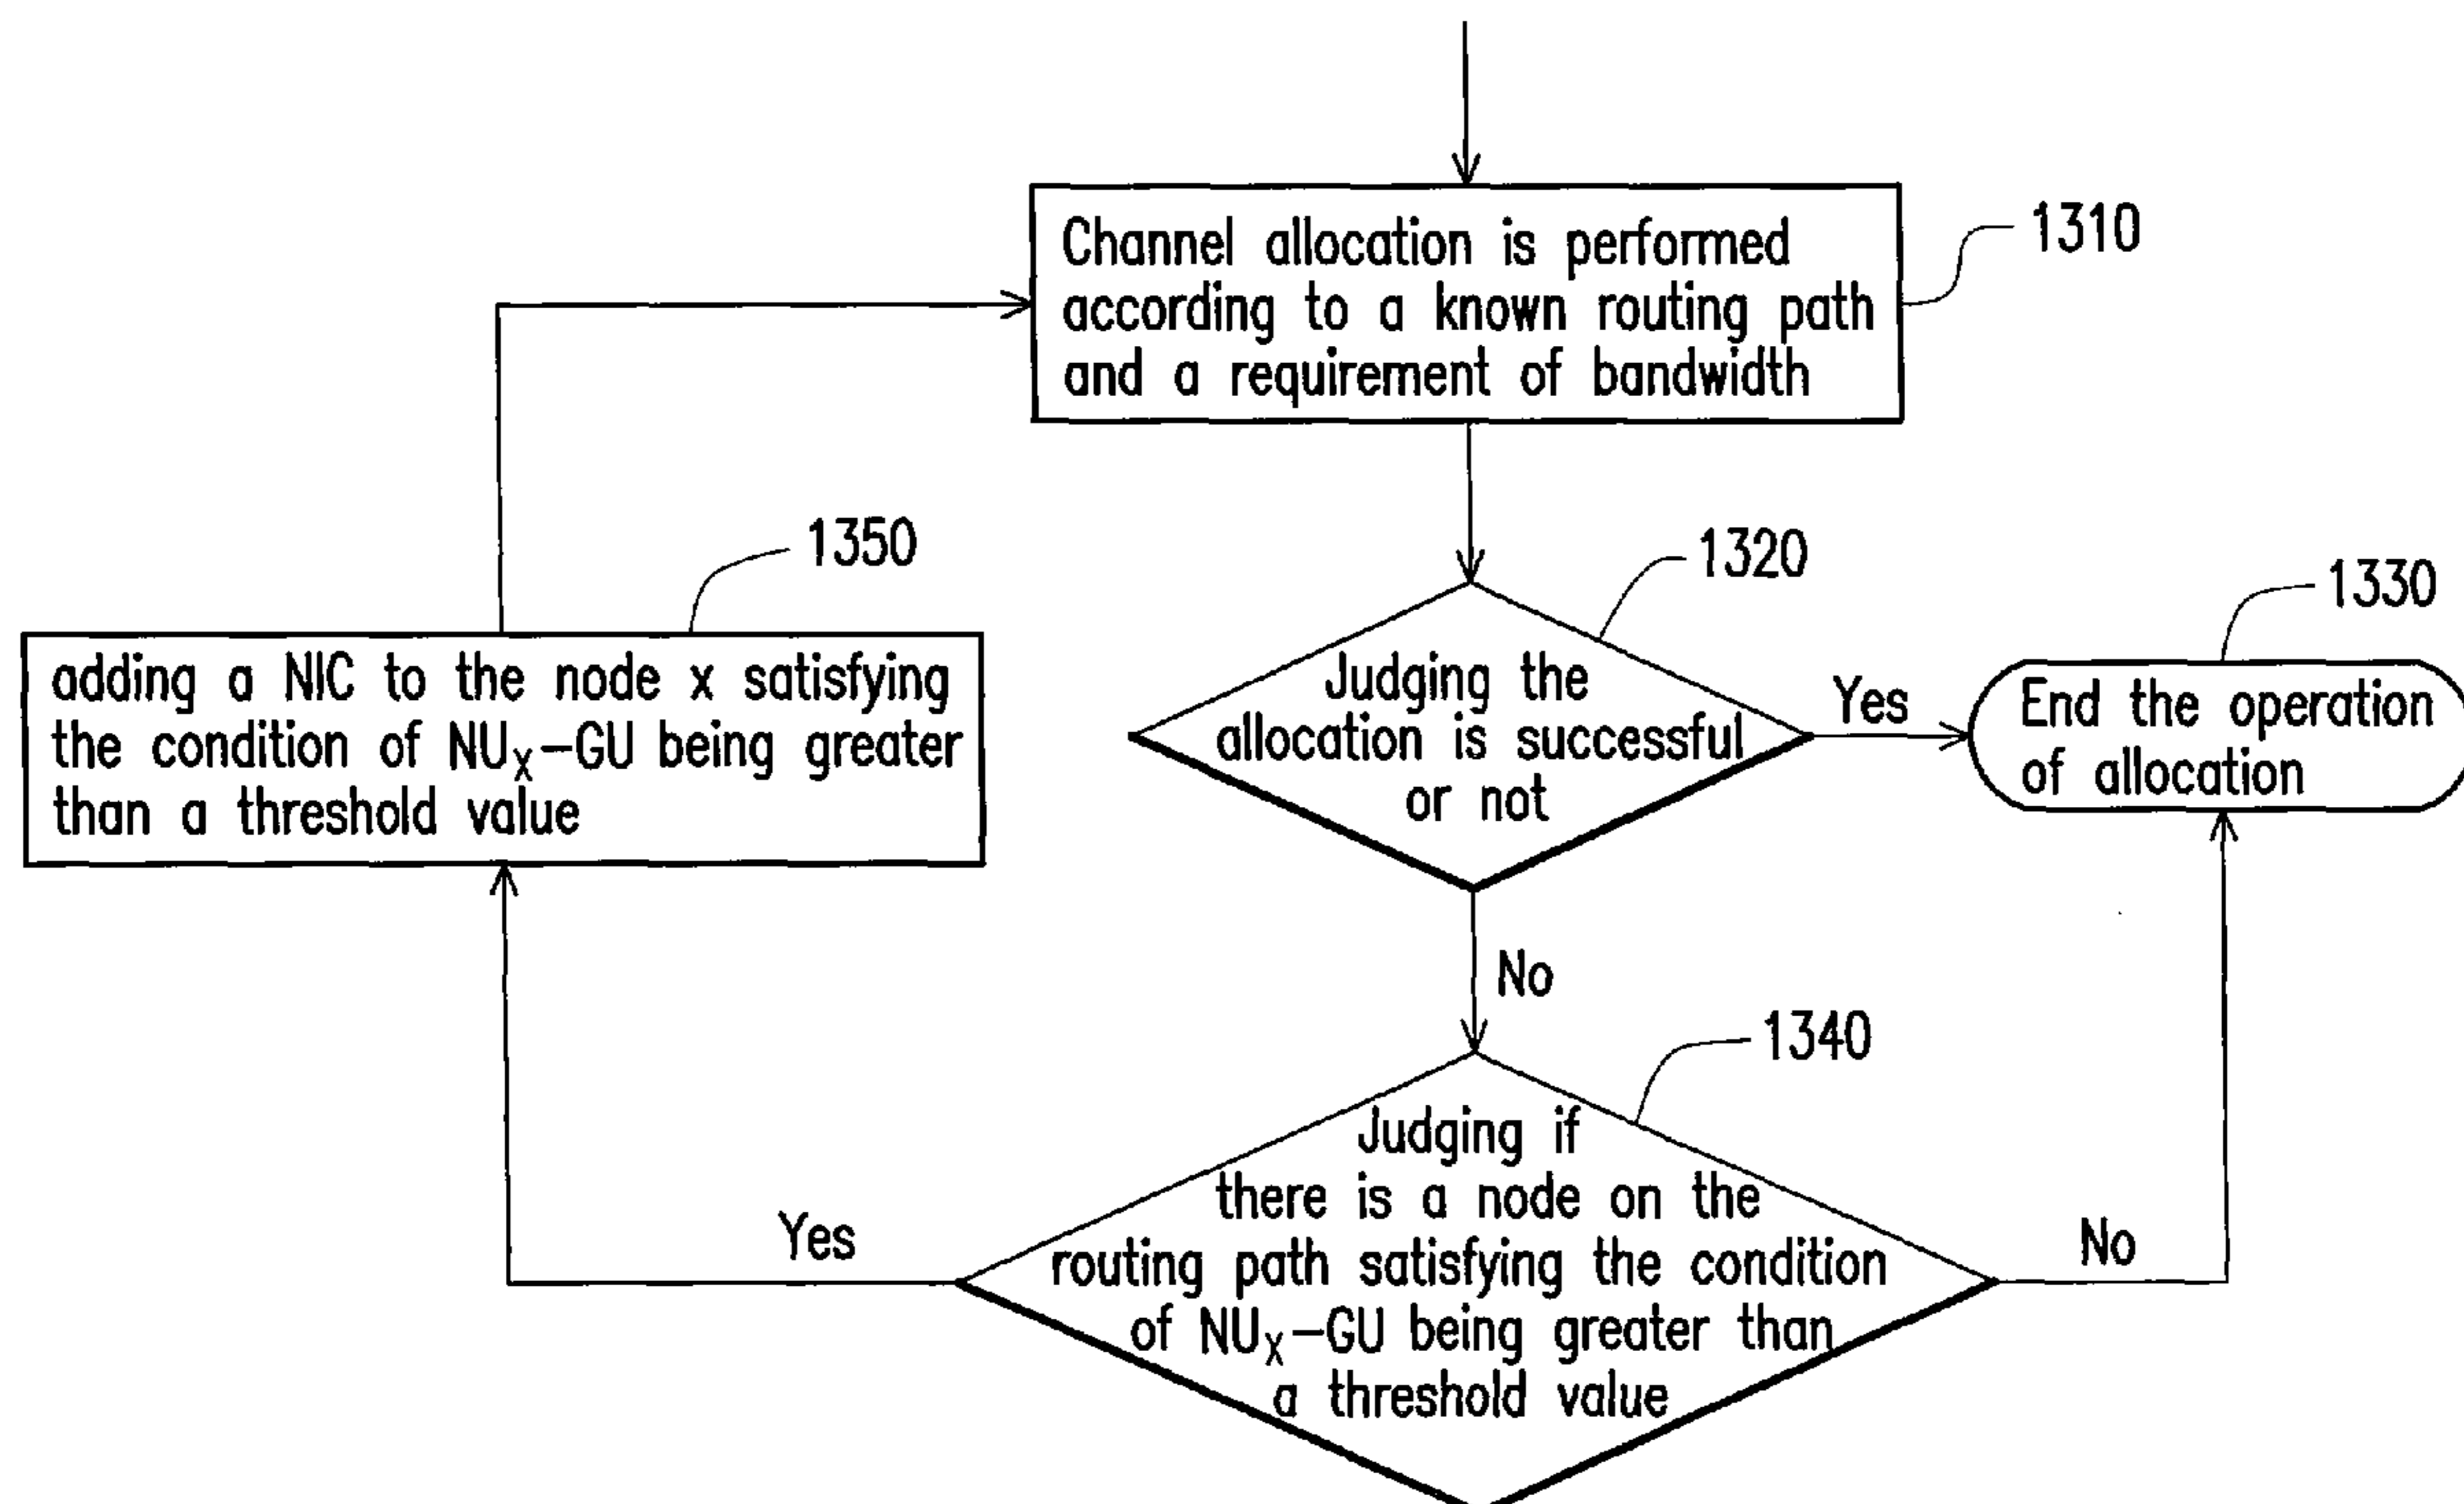 Channel allocation is performed
according to a known routing path
and a requirement of bandwidth
1310
1350
1320
1330
adding a NIC to the node x satisfying
the condition of NUX-GU being greater
than a threshold value
Judging the
allocation is successful
or not
Yes
End the operation
of allocation
No
1340
Judging if
there is a node on the
routing path satisfying the condition
of NUX-GU being greater than
a threshold value
Yes
No